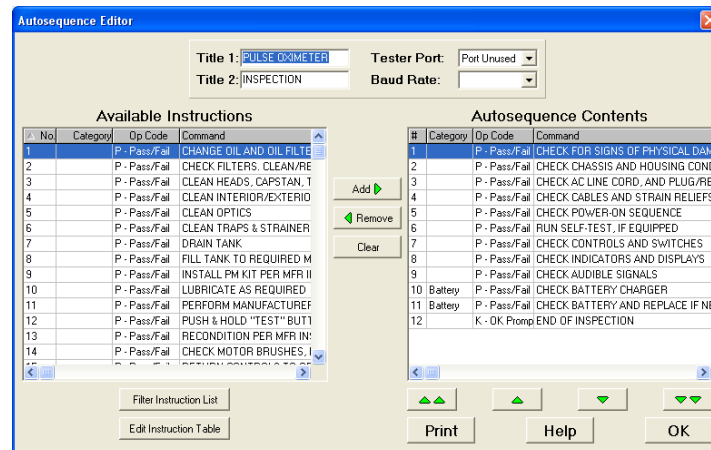 Autosequence Editor
Title 1: PULSE OXIMETER
Tester Port: Port Unused
Title 2: INSPECTION
Baud Rate:
Available Instructions
No. Category Op Code Command
1 P - Pass/Fail CHANGE OIL AND OIL FILTE
2 P - Pass/Fail CHECK FILTERS. CLEAN/RE
3 P - Pass/Fail CLEAN HEADS, CAPSTAN, T
4 P - Pass/Fail CLEAN INTERIOR/EXTERIO
5 P - Pass/Fail CLEAN OPTICS
6 P - Pass/Fail CLEAN TRAPS & STRAINER
7 P - Pass/Fail DRAIN TANK
8 P - Pass/Fail FILL TANK TO REQUIRED M
9 P - Pass/Fail INSTALL PM KIT PER MFR I
10 P - Pass/Fail LUBRICATE AS REQUIRED
11 P - Pass/Fail PERFORM MANUFACTURER
12 P - Pass/Fail PUSH & HOLD "TEST" BUTT
13 P - Pass/Fail RECONDITION PER MFR IN
14 P - Pass/Fail CHECK MOTOR BRUSHES,
Add
Remove
Clear
Autosequence Contents
# Category Op Code Command
1 P - Pass/Fail CHECK FOR SIGNS OF PHYSICAL DAM
2 P - Pass/Fail CHECK CHASSIS AND HOUSING CON
3 P - Pass/Fail CHECK AC LINE CORD, AND PLUG/RE
4 P - Pass/Fail CHECK CABLES AND STRAIN RELIEFS
5 P - Pass/Fail CHECK POWER-ON SEQUENCE
6 P - Pass/Fail RUN SELF-TEST, IF EQUIPPED
7 P - Pass/Fail CHECK CONTROLS AND SWITCHES
8 P - Pass/Fail CHECK INDICATORS AND DISPLAYS
9 P - Pass/Fail CHECK AUDIBLE SIGNALS
10 Battery P - Pass/Fail CHECK BATTERY CHARGER
11 Battery P - Pass/Fail CHECK BATTERY AND REPLACE IF NE
12 K - OK Promp END OF INSPECTION
Filter Instruction List
Edit Instruction Table
Print
Help
OK